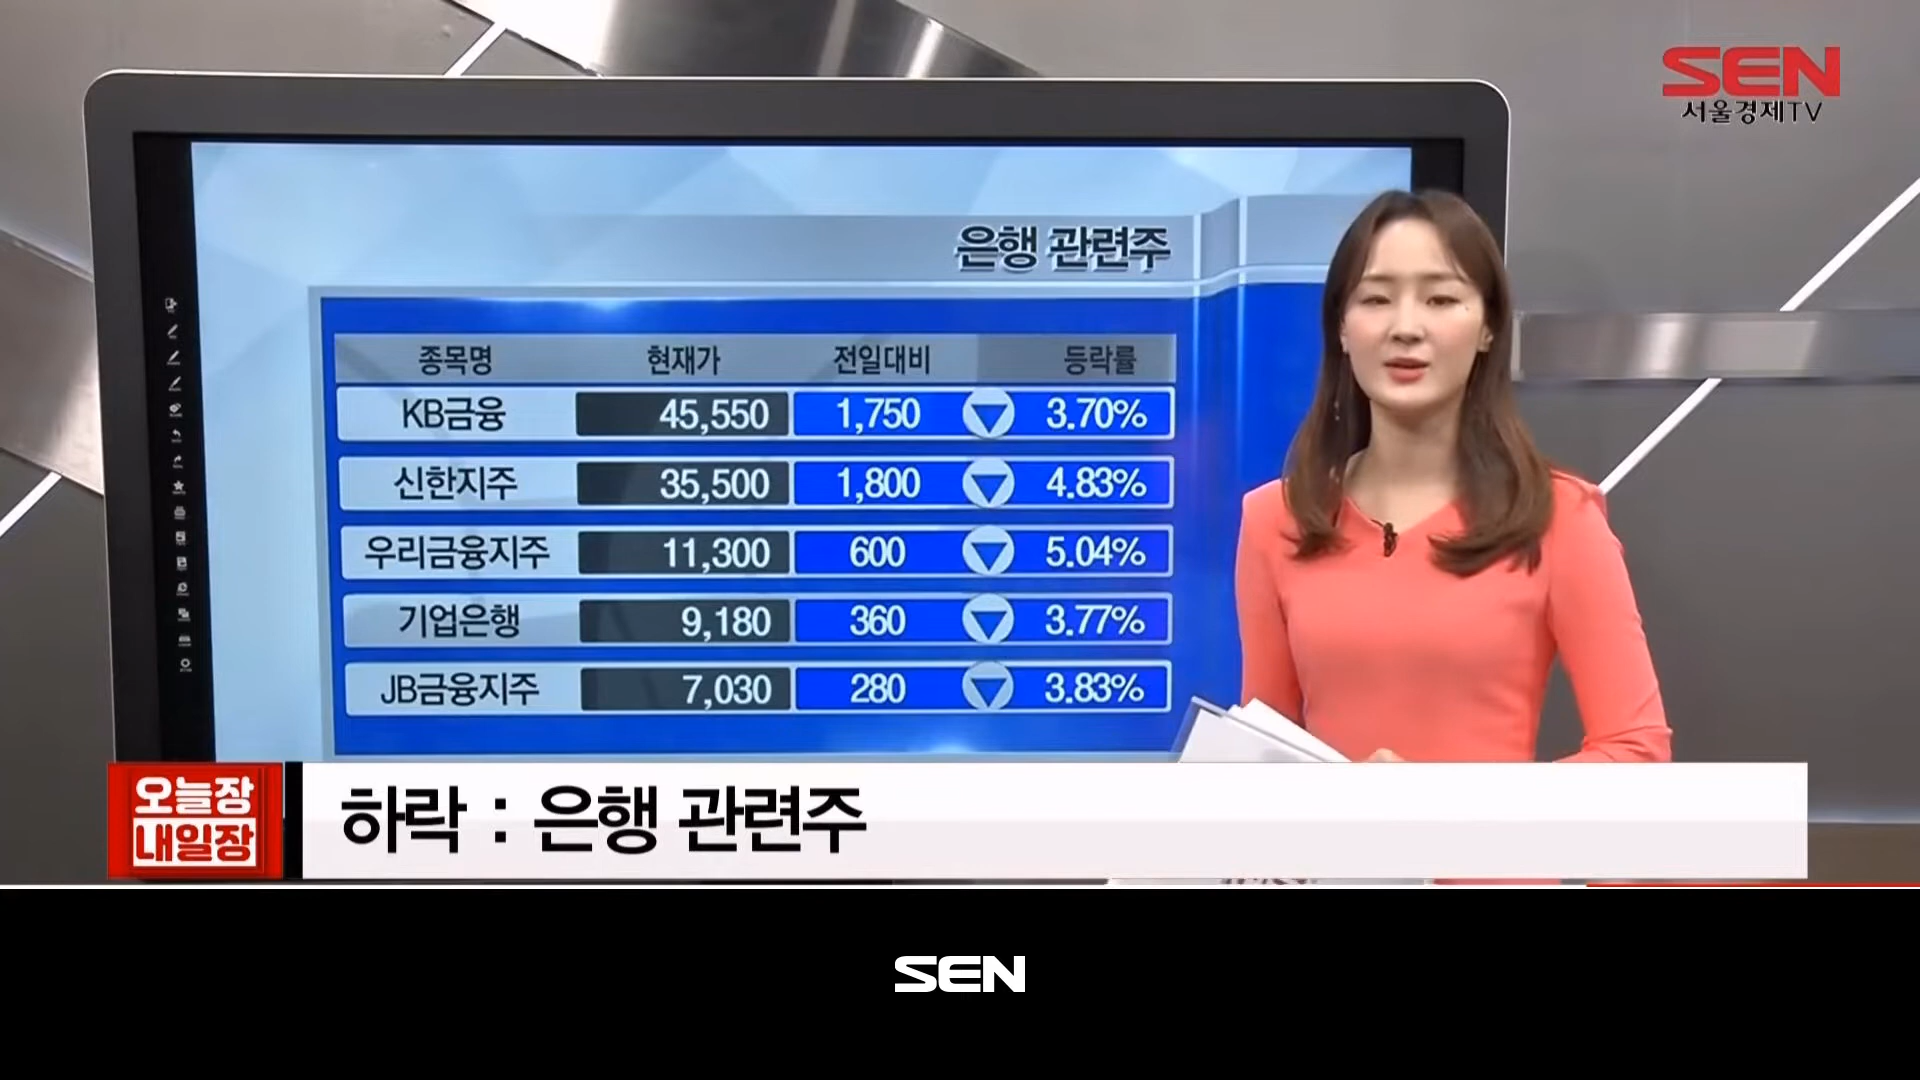 SEN
서울경제TV
은행 관련주
종목명 현재가 전일대비 등락률
KB금융 45,550 1,750 ▼ 3.70%
신한지주 35,500 1,800 ▼ 4.83%
우리금융지주 11,300 600 ▼ 5.04%
기업은행 9,180 360 ▼ 3.77%
JB금융지주 7,030 280 ▼ 3.83%
오늘장
내일장
하락 : 은행 관련주
SEN